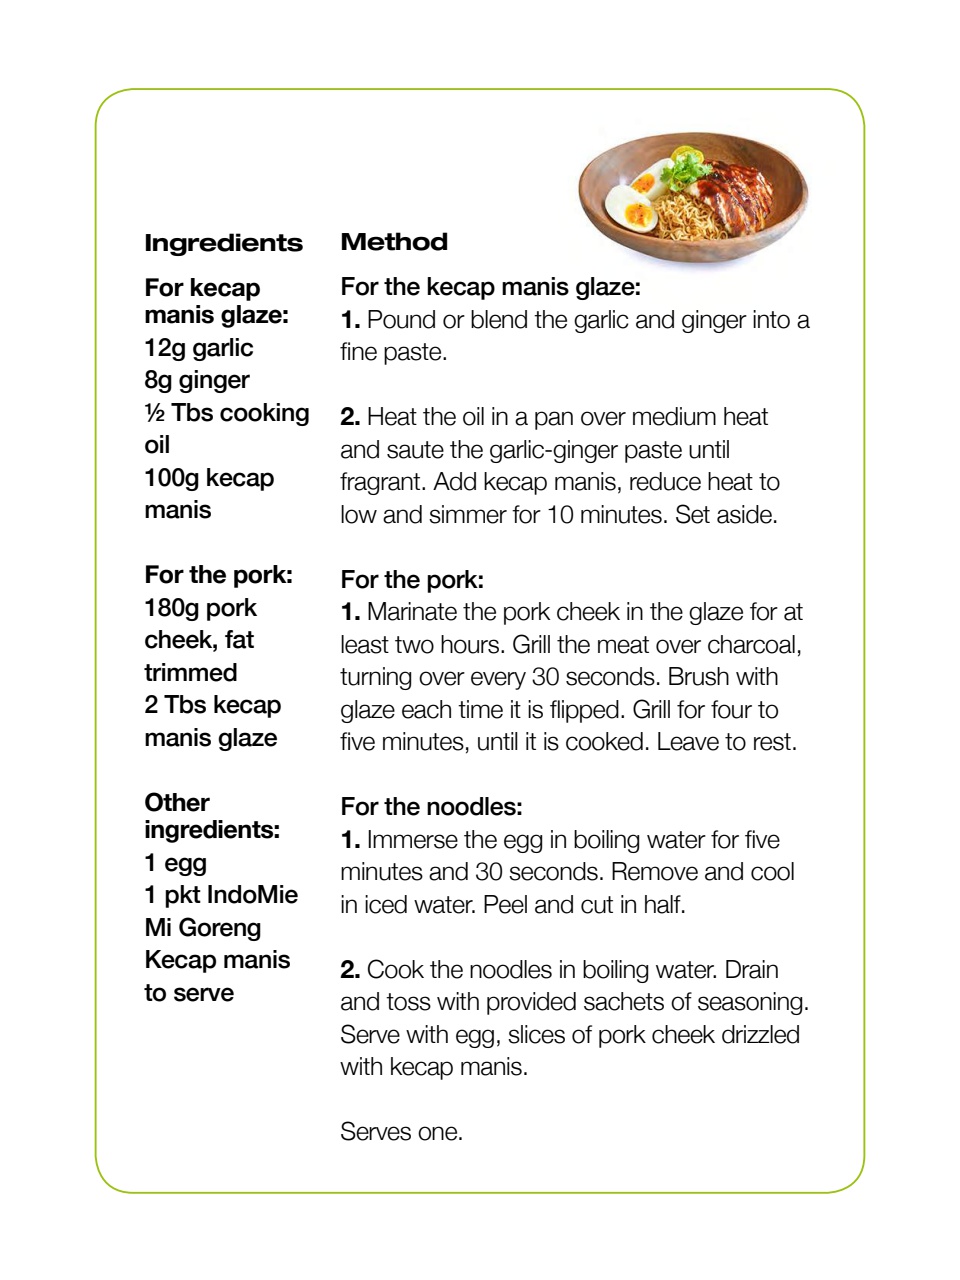 Ingredients
For kecap
manis glaze:
12g garlic
8g ginger
½ Tbs cooking
oil
100g kecap
manis
For the pork:
180g pork
cheek, fat
trimmed
2 Tbs kecap
manis glaze
Other
ingredients:
1 egg
1 pkt IndoMie
Mi Goreng
Kecap manis
to serve
Method
For the kecap manis glaze:
1. Pound or blend the garlic and ginger into a
fine paste.
2. Heat the oil in a pan over medium heat
and saute the garlic-ginger paste until
fragrant. Add kecap manis, reduce heat to
low and simmer for 10 minutes. Set aside.
For the pork:
1. Marinate the pork cheek in the glaze for at
least two hours. Grill the meat over charcoal,
turning over every 30 seconds. Brush with
glaze each time it is flipped. Grill for four to
five minutes, until it is cooked. Leave to rest.
For the noodles:
1. Immerse the egg in boiling water for five
minutes and 30 seconds. Remove and cool
in iced water. Peel and cut in half.
2. Cook the noodles in boiling water. Drain
and toss with provided sachets of seasoning.
Serve with egg, slices of pork cheek drizzled
with kecap manis.
Serves one.